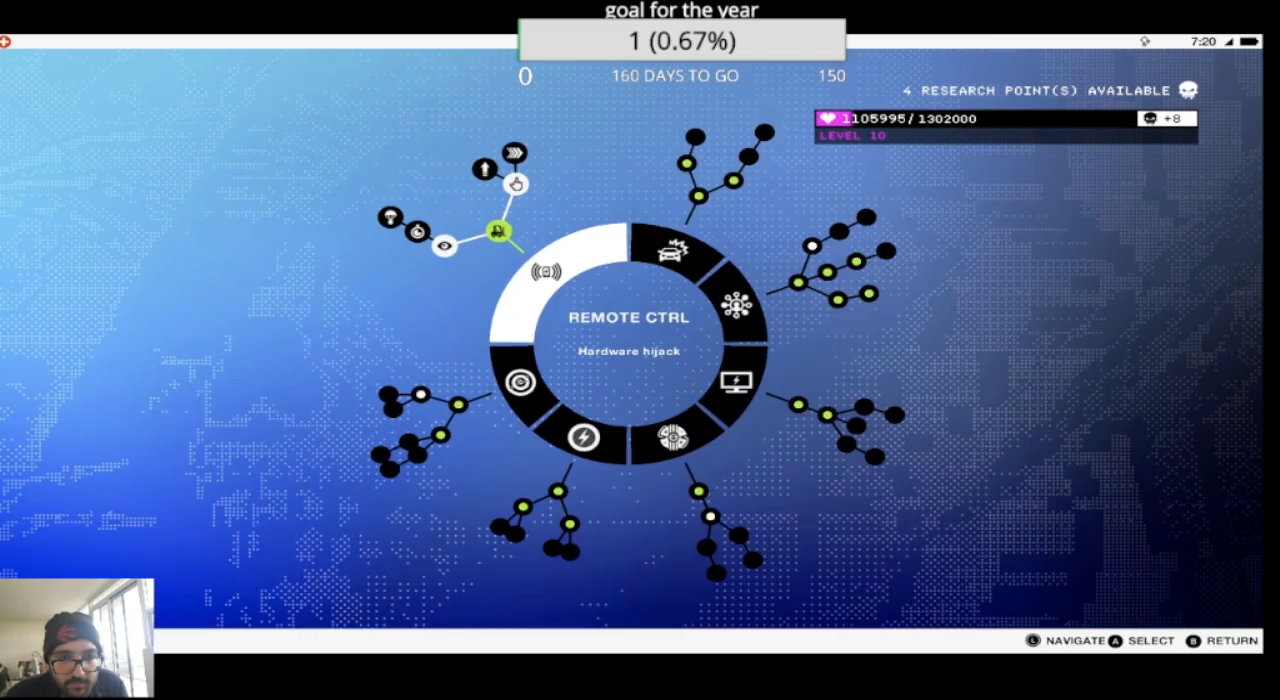 goal for the year
1 (0.67%)
0 160 DAYS TO GO 150
7:20
4 RESEARCH POINT(S) AVAILABLE
1105995/1302000 +8
LEVEL 10
REMOTE CTRL
Hardware hijack
L NAVIGATE A SELECT B RETURN